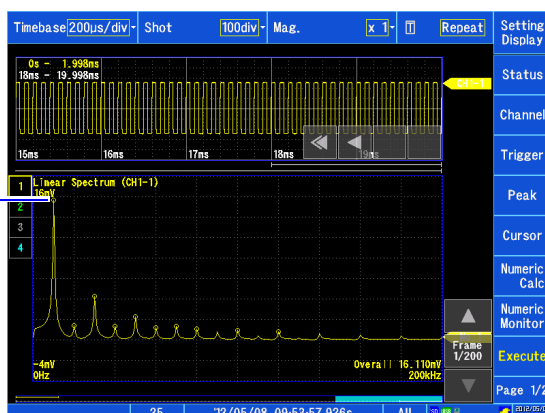 Timebase 200µs/div Shot 100div Mag. x 1 Repeat
Setting
Display
Status
Channel
Trigger
Peak
Cursor
Numeric
Calc
Numeric
Monitor
Execute
Page 1/2
0s - 1.998ms
18ms - 19.998ms
CH1-1
15ms 16ms 17ms 18ms 19ms
1 Linear Spectrum (CH1-1)
16mV
2
3
4
Frame
1/200
-4mV Overall 16.110mV
0Hz 200kHz
25 '12/05/08 09:53:57.936s All SD